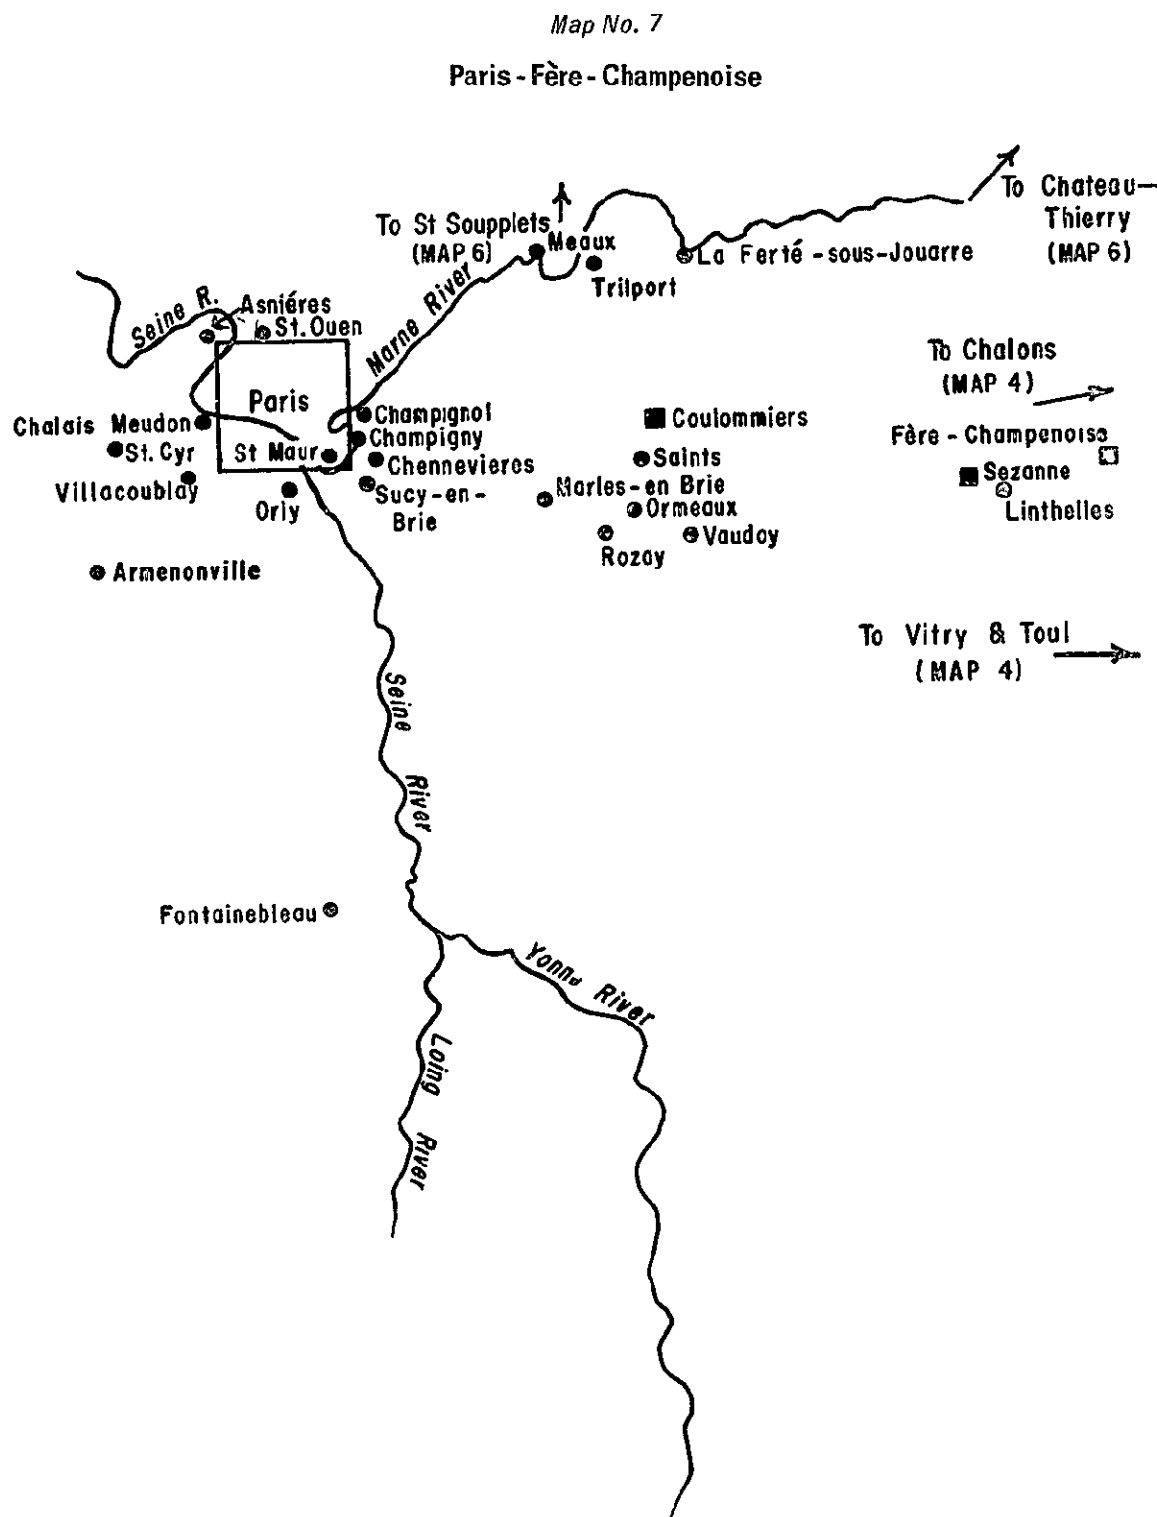 Map No. 7
Paris - Fère - Champenoise
To Chateau-
Thierry
(MAP 6)
To St Soupplets
(MAP 6)
Meaux
La Ferté - sous - Jouarre
Trilport
Marne River
Seine R.
Asniéres
St. Ouen
To Chalons
(MAP 4)
Paris
Champignol
Coulommiers
Chalais Meudon
Champigny
Fère - Champenoise
St. Cyr
St Maur
Chennevieres
Saints
Sezanne
Villacoublay
Orly
Sucy-en-
Brie
Marles-en Brie
Ormeaux
Linthelles
Rozay
Vaudoy
Armenonville
To Vitry & Toul
(MAP 4)
Seine River
Fontainebleau
Yonne River
Loing River